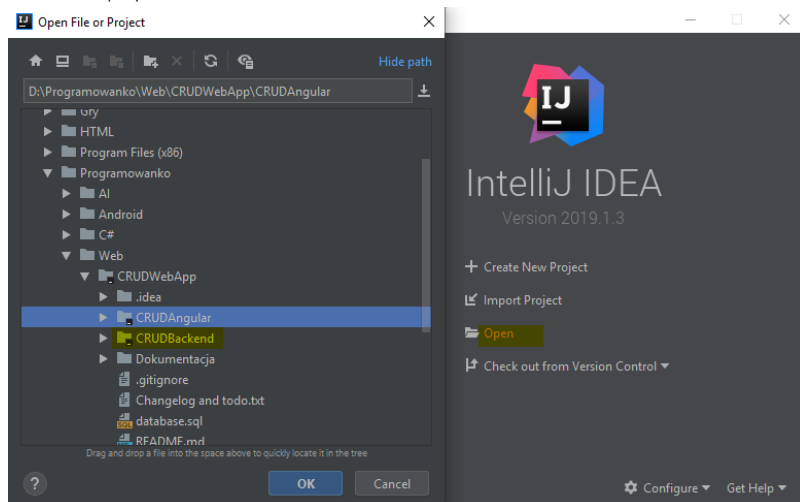 Open File or Project
Hide path
D:\Programowanko\Web\CRUDWebApp\CRUDAngular
Gry
HTML
Program Files (x86)
Programowanko
AI
Android
C#
Web
CRUDWebApp
.idea
CRUDAngular
CRUDBackend
Dokumentacja
.gitignore
Changelog and todo.txt
database.sql
README.md
Drag and drop a file into the space above to quickly locate it in the tree
?
OK
Cancel
IJ
IntelliJ IDEA
Version 2019.1.3
Create New Project
Import Project
Open
Check out from Version Control
Configure
Get Help